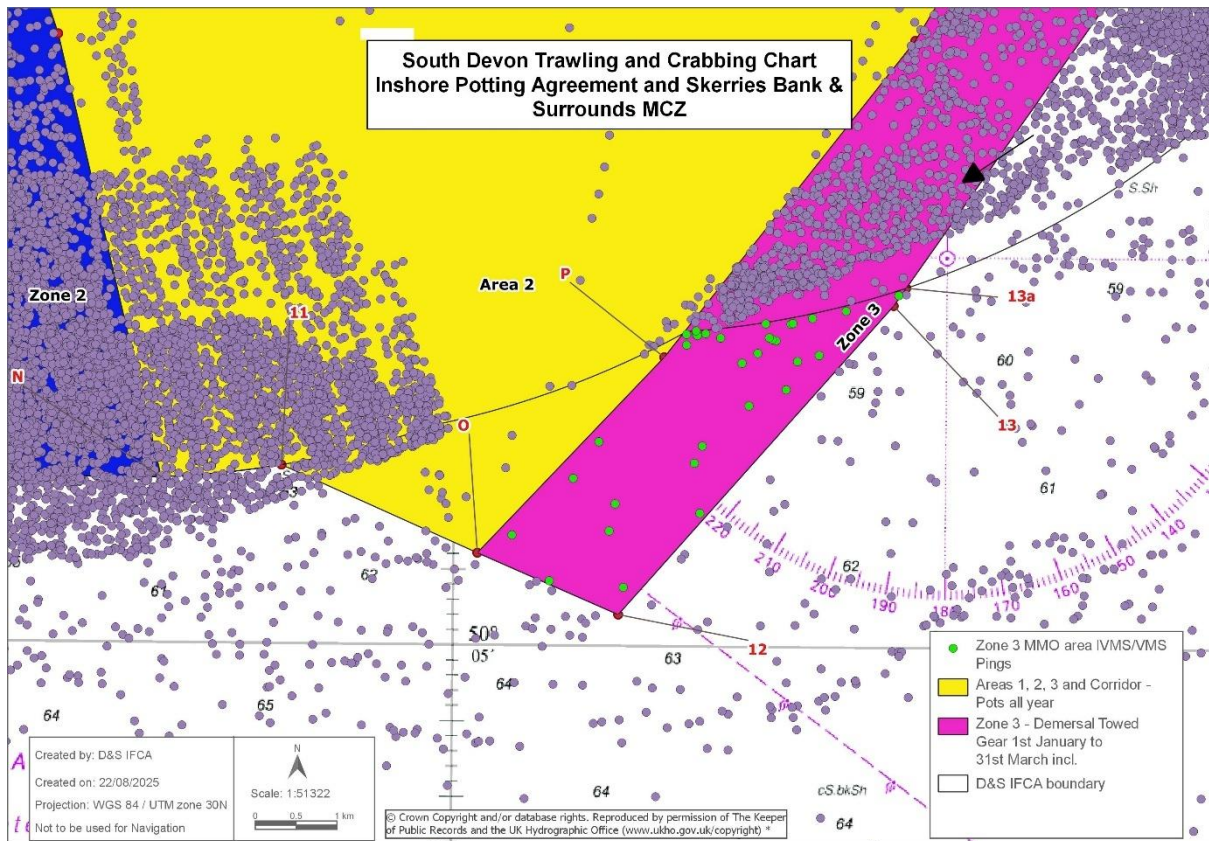 South Devon Trawling and Crabbing Chart
Inshore Potting Agreement and Skerries Bank &
Surrounds MCZ
S.Sh
P
Area 2
Zone 2
11
59
13a
Zone 3
60
N
59
O
13
61
220
210
200
190
180
170
160
50
140
62
61
62
50°
05'
12
63
64
65
64
64
cS.bkSh
64
Zone 3 MMO area IVMS/VMS
Pings
Areas 1, 2, 3 and Corridor -
Pots all year
Zone 3 - Demersal Towed
Gear 1st January to
31st March incl.
D&S IFCA boundary
A
Created by: D&S IFCA
Created on: 22/08/2025
Projection: WGS 84 / UTM zone 30N
Not to be used for Navigation
N
Scale: 1:51322
0 0.5 1 km
© Crown Copyright and/or database rights. Reproduced by permission of The Keeper
of Public Records and the UK Hydrographic Office (www.ukho.gov.uk/copyright) *